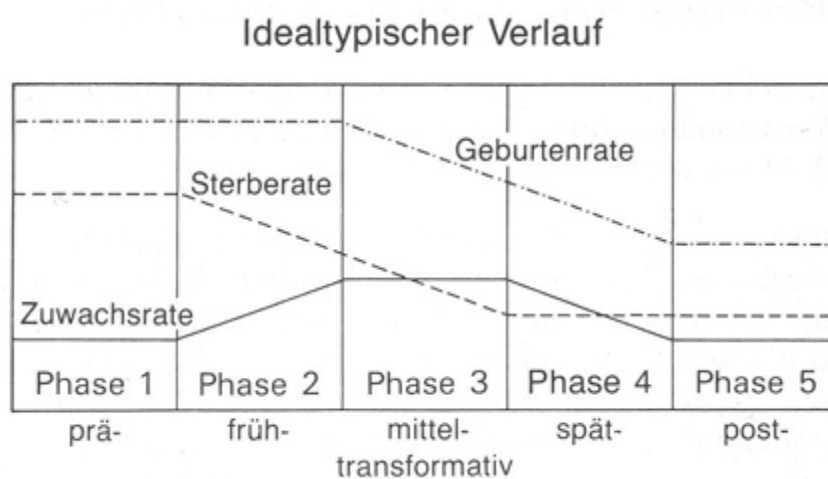 Idealtypischer Verlauf
Geburtenrate
Sterberate
Zuwachsrate
Phase 1 Phase 2 Phase 3 Phase 4 Phase 5
prä- früh- mittel- spät- post-
transformativ